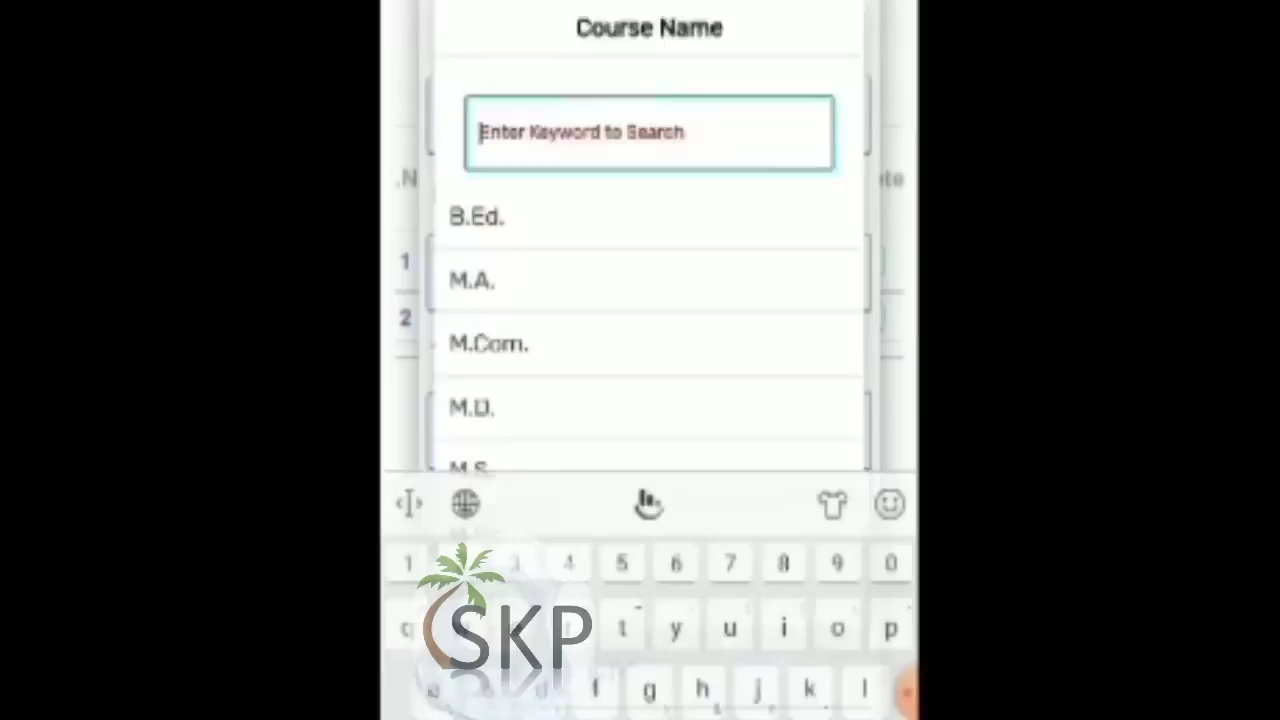 Course Name
Enter Keyword to Search
.N
B.Ed.
1
M.A.
2
M.Com.
M.D.
M.S.
1 3 4 5 6 7 8 9 0
q t y u i o p
SKP
a d f g h j k l